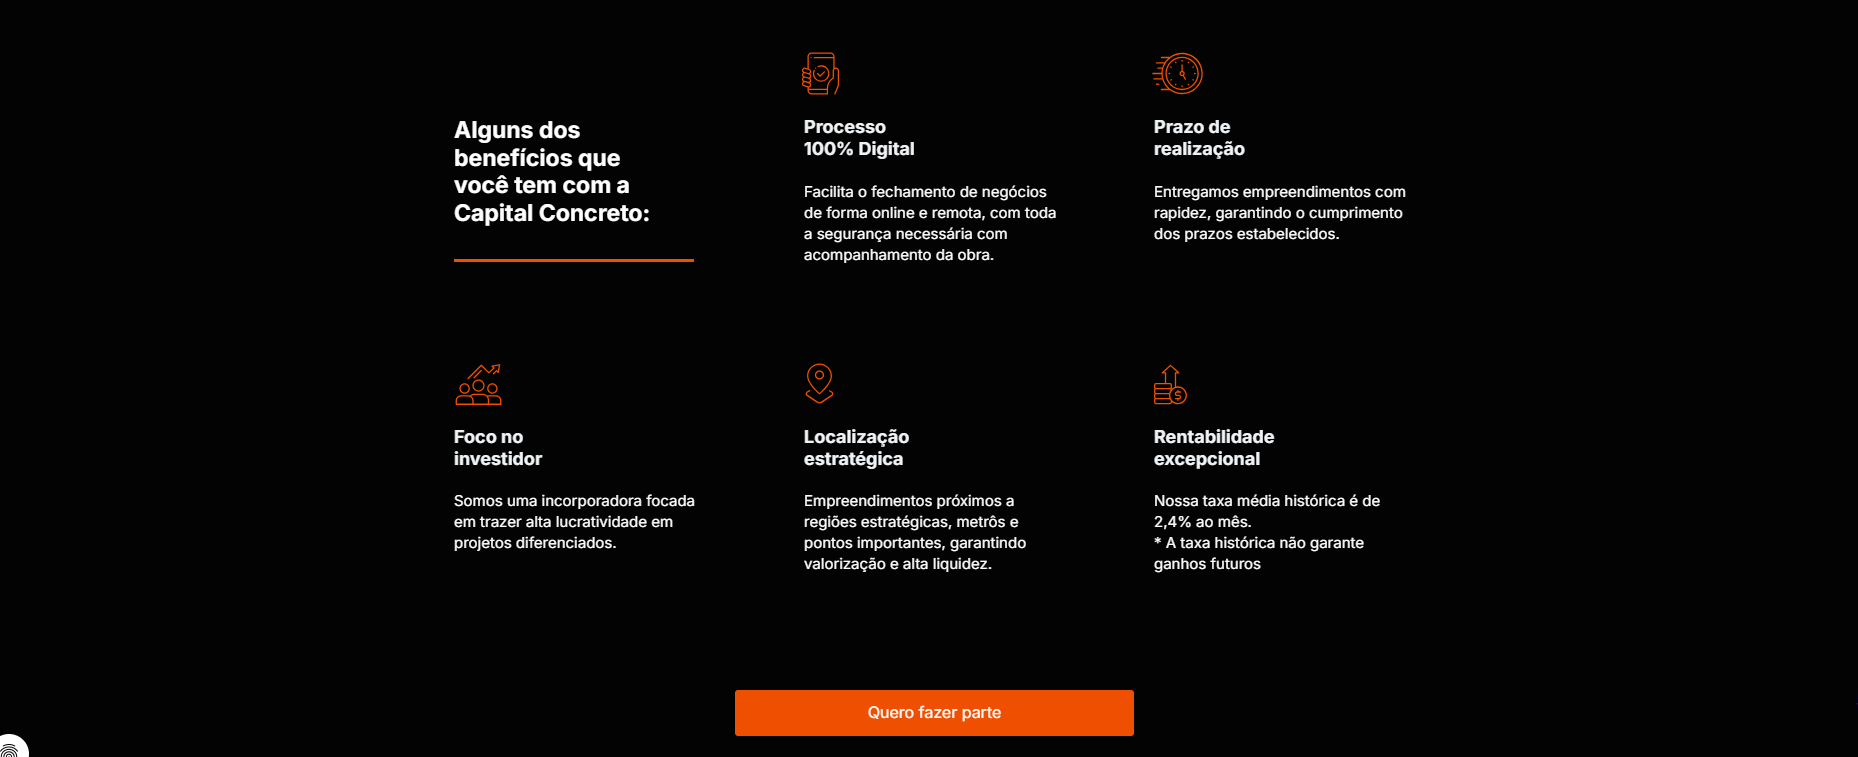 Alguns dos
benefícios que
você tem com a
Capital Concreto:
Processo
100% Digital
Facilita o fechamento de negócios
de forma online e remota, com toda
a segurança necessária com
acompanhamento da obra.
Prazo de
realização
Entregamos empreendimentos com
rapidez, garantindo o cumprimento
dos prazos estabelecidos.
Foco no
investidor
Somos uma incorporadora focada
em trazer alta lucratividade em
projetos diferenciados.
Localização
estratégica
Empreendimentos próximos a
regiões estratégicas, metrôs e
pontos importantes, garantindo
valorização e alta liquidez.
Rentabilidade
excepcional
Nossa taxa média histórica é de
2,4% ao mês.
* A taxa histórica não garante
ganhos futuros
Quero fazer parte